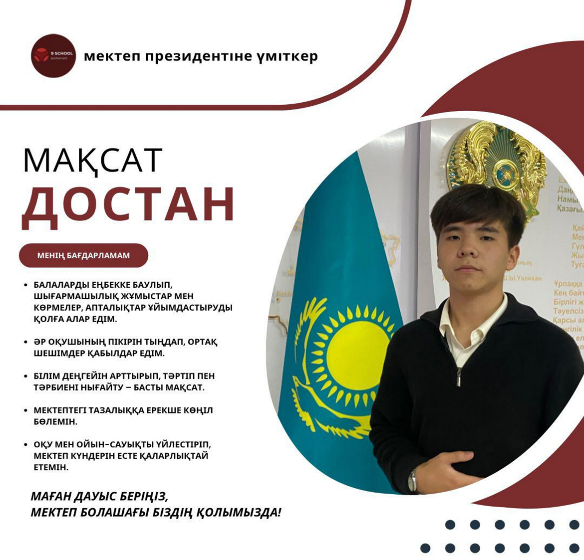 9 SCHOOL
мектеп президентіне үміткер
МАҚСАТ
ДОСТАН
МЕНІҢ БАҒДАРЛАМАМ
• БАЛАЛАРДЫ ЕҢБЕККЕ БАУЛЫП,
ШЫҒАРМАШЫЛЫҚ ЖҰМЫСТАР МЕН
КӨРМЕЛЕР, АПТАЛЫҚТАР ҰЙЫМДАСТЫРУДЫ
ҚОЛҒА АЛАР ЕДІМ.
• ӘР ОҚУШЫНЫҢ ПІКІРІН ТЫҢДАП, ОРТАҚ
ШЕШІМДЕР ҚАБЫЛДАР ЕДІМ.
• БІЛІМ ДЕҢГЕЙІН АРТТЫРЫП, ТӘРТІП ПЕН
ТӘРБИЕНІ НЫҒАЙТУ – БАСТЫ МАҚСАТ.
• МЕКТЕПТЕГІ ТАЗАЛЫҚҚА ЕРЕКШЕ КӨҢІЛ
БӨЛЕМІН.
• ОҚУ МЕН ОЙЫН-САУЫҚТЫ ҮЙЛЕСТІРІП,
МЕКТЕП КҮНДЕРІН ЕСТЕ ҚАЛАРЛЫҚТАЙ
ЕТЕМІН.
МАҒАН ДАУЫС БЕРІҢІЗ,
МЕКТЕП БОЛАШАҒЫ БІЗДІҢ ҚОЛЫМЫЗДА!